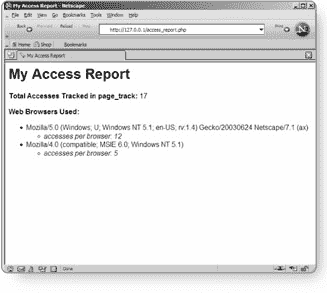 My Access Report - Netscape
File Edit View Go Bookmarks Tools Window Help
http://127.0.0.1/access_report.php
Home Search Bookmarks
My Access Report
My Access Report
Total Accesses Tracked in page_track: 17
Web Browsers Used:
Mozilla/5.0 (Windows; U; Windows NT 5.1; en-US; rv:1.4) Gecko/20030624 Netscape/7.1 (ax)
accesses per browser: 12
Mozilla/4.0 (compatible; MSIE 6.0; Windows NT 5.1)
accesses per browser: 5
Done